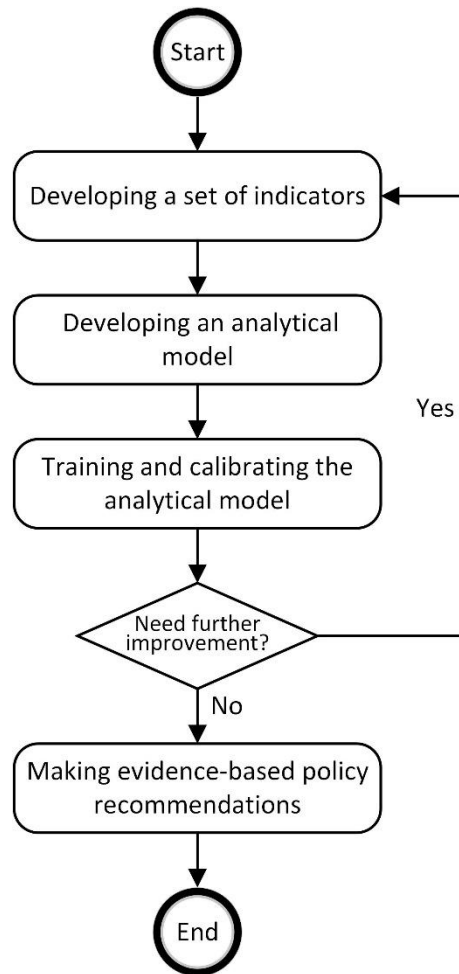 Start
Developing a set of indicators
Developing an analytical
model
Yes
Training and calibrating the
analytical model
Need further
improvement?
No
Making evidence-based policy
recommendations
End